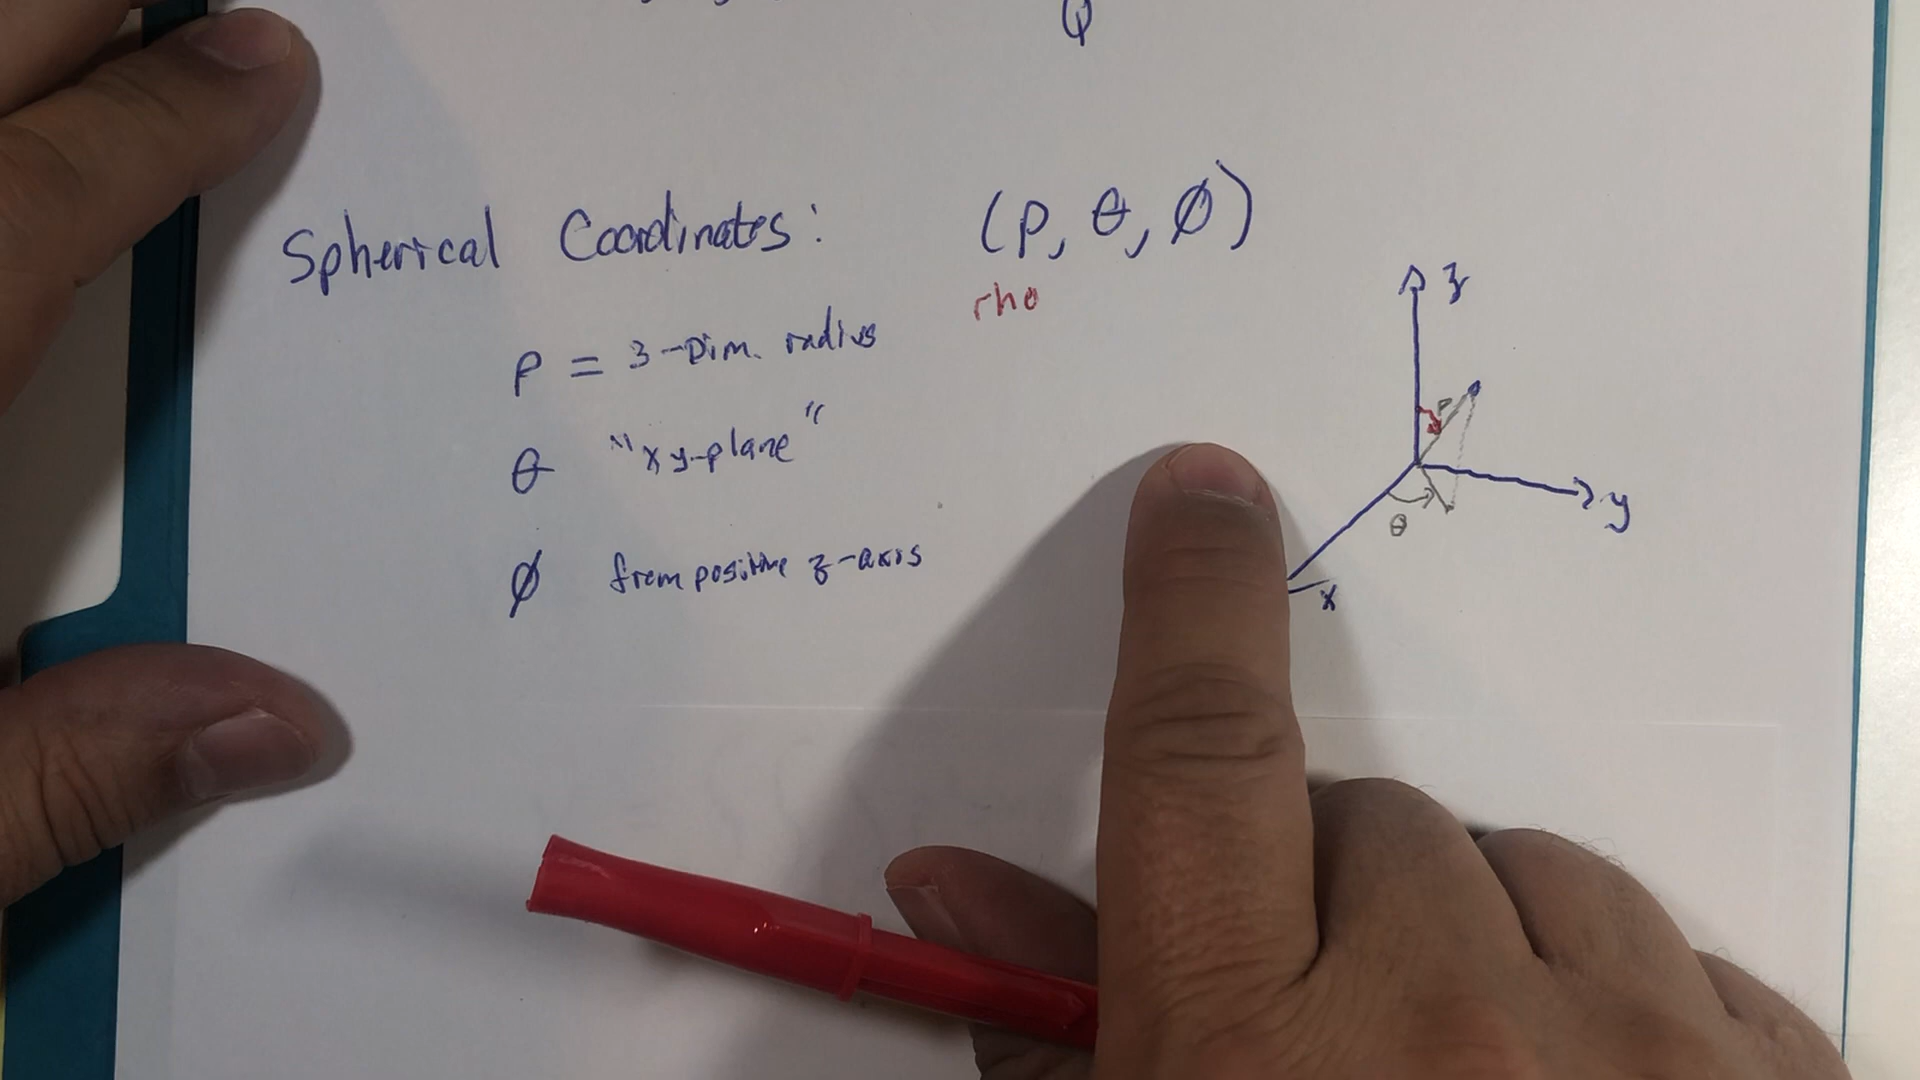 Q
Spherical Coordinates: (ρ, θ, ∅)
rho
ρ = 3-Dim. radius
θ "xy-plane"
∅ from positive z-axis
z
ρ
y
θ
x